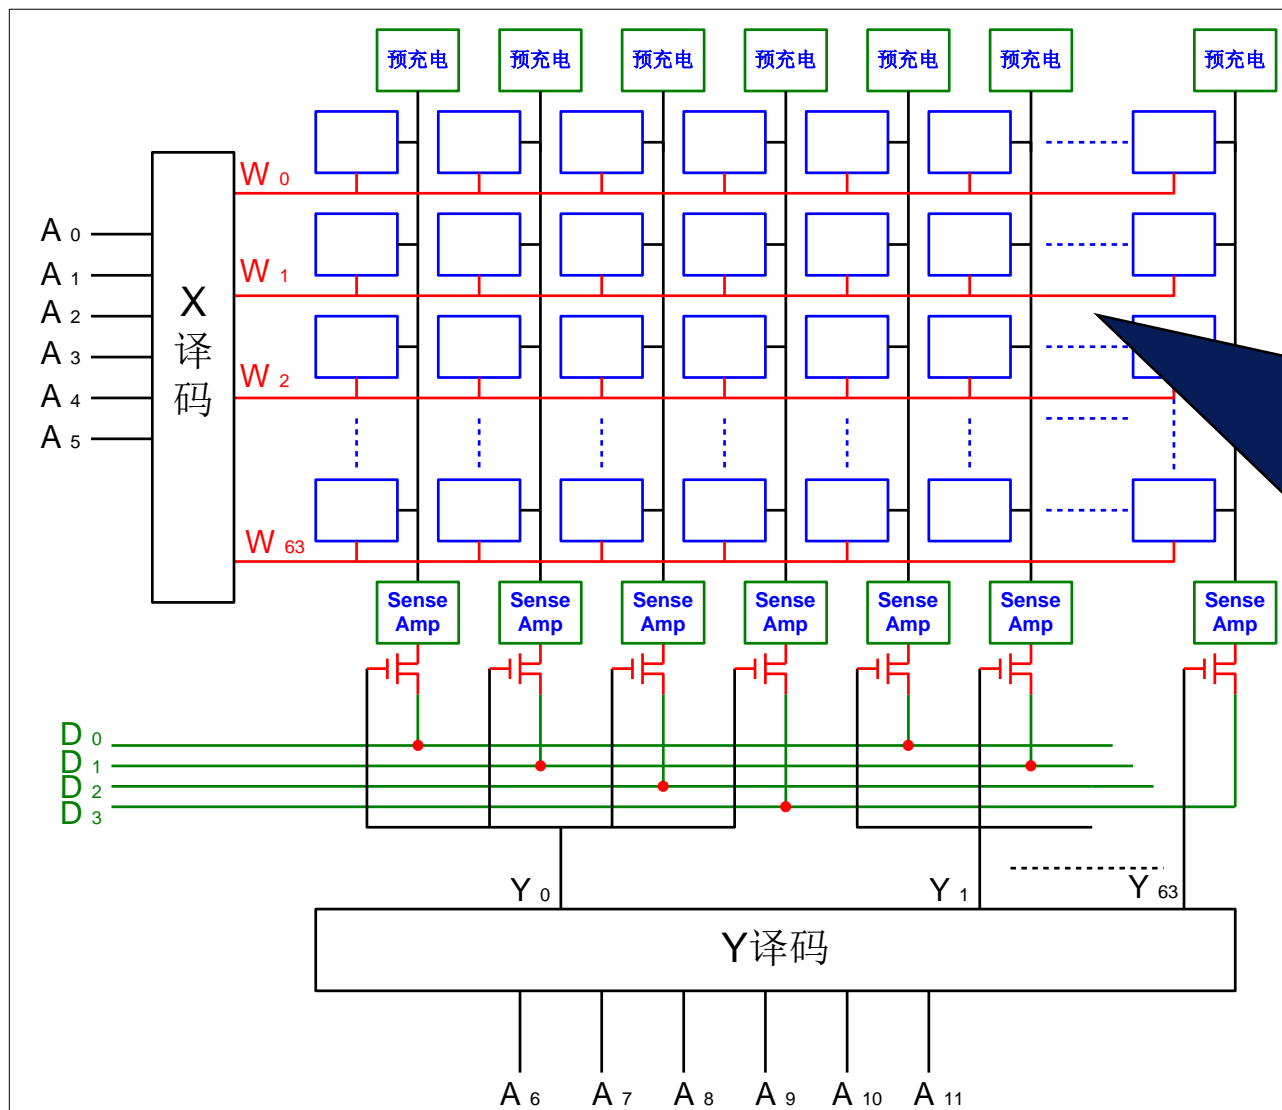 预充电 预充电 预充电 预充电 预充电 预充电 预充电
W 0
A 0
A 1
W 1
A 2
X
译
码
A 3
W 2
A 4
A 5
W 63
Sense Amp
Sense Amp
Sense Amp
Sense Amp
Sense Amp
Sense Amp
Sense Amp
D 0
D 1
D 2
D 3
Y 0 Y 1 Y 63
Y译码
A 6 A 7 A 8 A 9 A 10 A 11